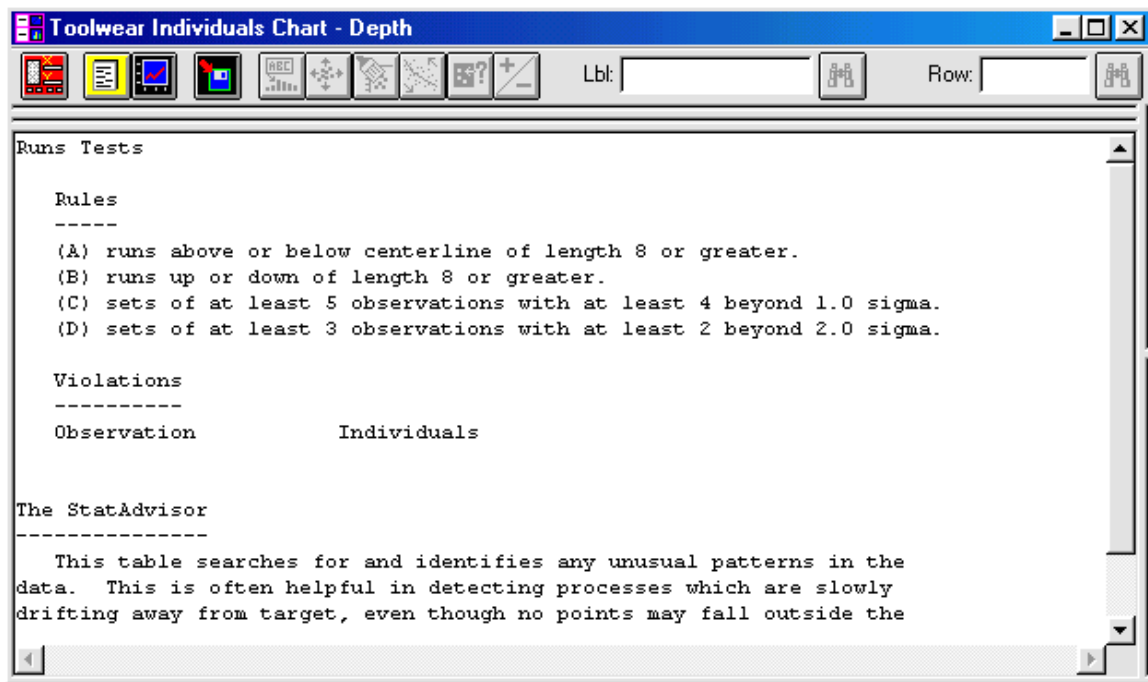 Toolwear Individuals Chart - Depth
ABC
Lbl: Row:
Runs Tests
Rules
-----
(A) runs above or below centerline of length 8 or greater.
(B) runs up or down of length 8 or greater.
(C) sets of at least 5 observations with at least 4 beyond 1.0 sigma.
(D) sets of at least 3 observations with at least 2 beyond 2.0 sigma.
Violations
----------
Observation Individuals
The StatAdvisor
---------------
This table searches for and identifies any unusual patterns in the
data. This is often helpful in detecting processes which are slowly
drifting away from target, even though no points may fall outside the